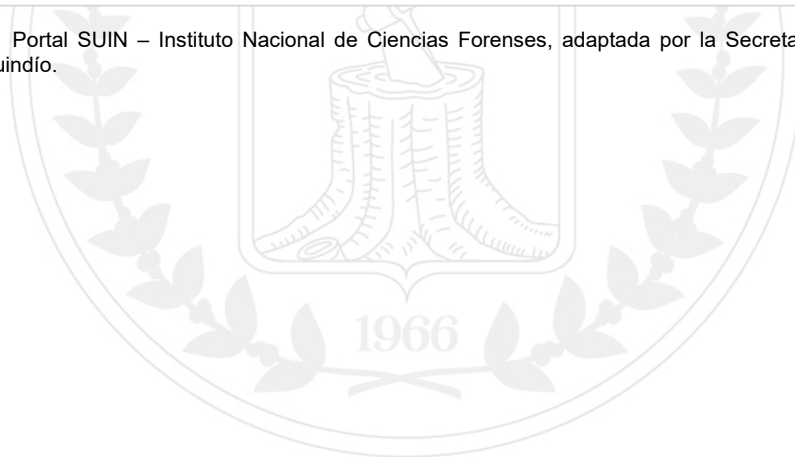 Portal SUIN – Instituto Nacional de Ciencias Forenses, adaptada por la Secreta
uindío.
1966